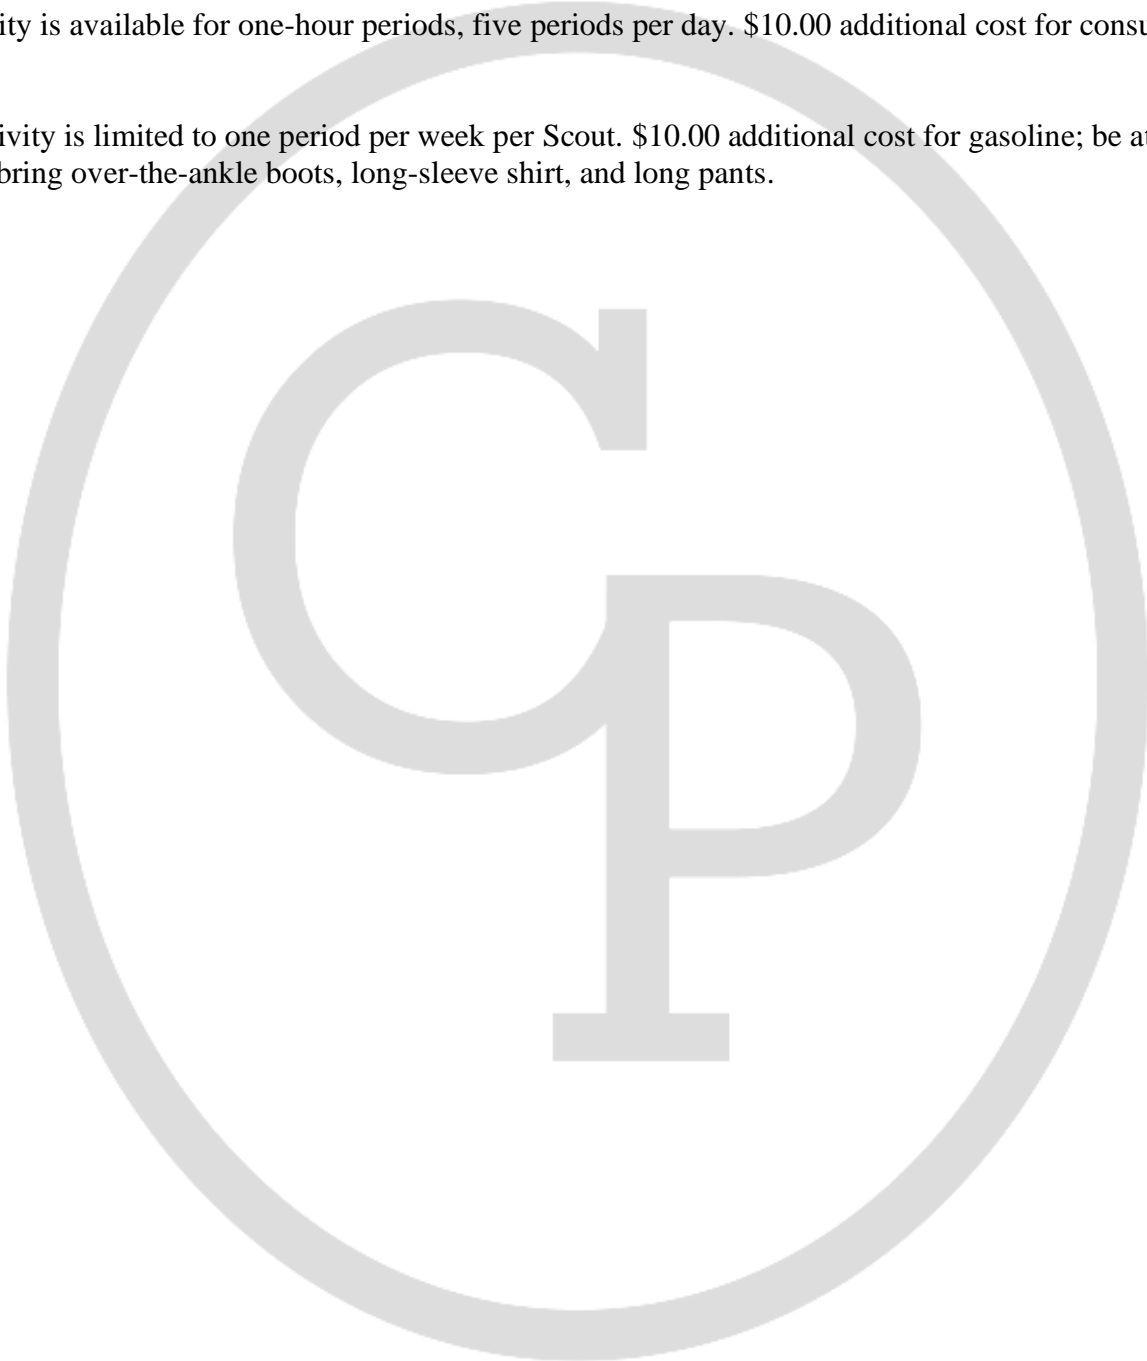 ity is available for one-hour periods, five periods per day. $10.00 additional cost for consu
ivity is limited to one period per week per Scout. $10.00 additional cost for gasoline; be at
bring over-the-ankle boots, long-sleeve shirt, and long pants.
CP